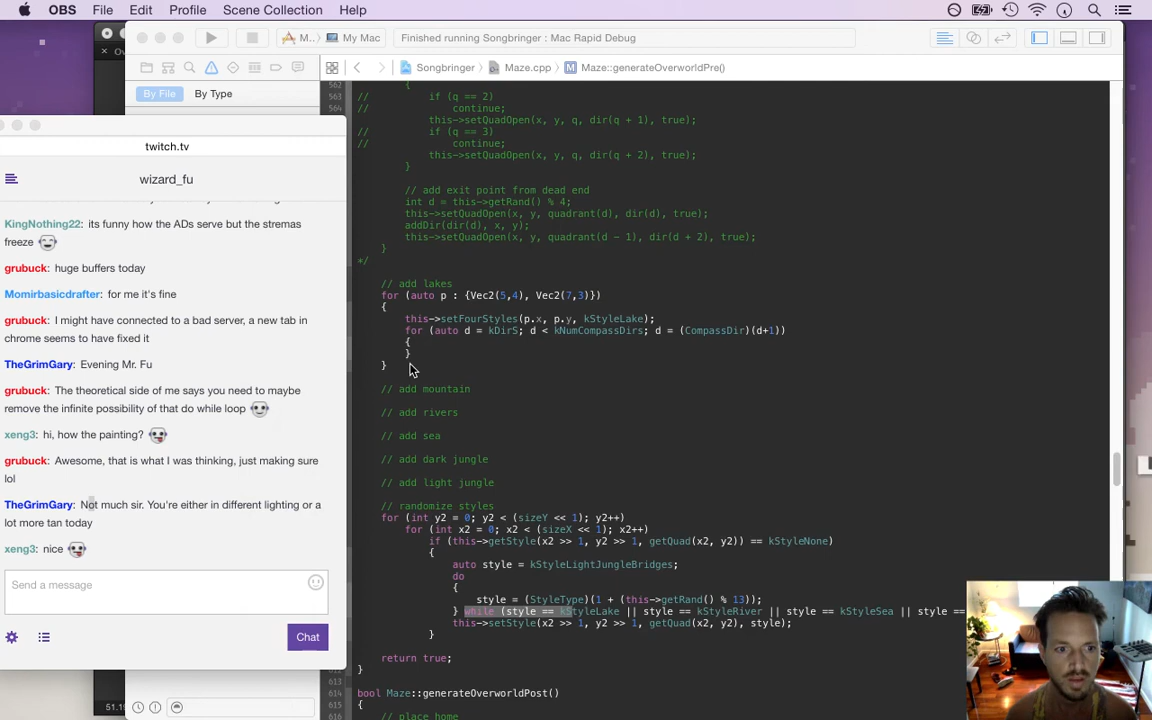 OBS File Edit Profile Scene Collection Help
M... My Mac Finished running Songbringer : Mac Rapid Debug
Songbringer Maze.cpp Maze::generateOverworldPre()
By File By Type
twitch.tv
wizard_fu
KingNothing22: its funny how the ADs serve but the stremas
freeze
grubuck: huge buffers today
Momirbasicdrafter: for me it's fine
grubuck: I might have connected to a bad server, a new tab in
chrome seems to have fixed it
TheGrimGary: Evening Mr. Fu
grubuck: The theoretical side of me says you need to maybe
remove the infinite possibility of that do while loop
xeng3: hi, how the painting?
grubuck: Awesome, that is what I was thinking, just making sure
lol
TheGrimGary: Not much sir. You're either in different lighting or a
lot more tan today
xeng3: nice
Send a message
Chat
51.19
562 {
563 // if (q == 2)
564 // continue;
this->setQuadOpen(x, y, q, dir(q + 1), true);
// if (q == 3)
// continue;
this->setQuadOpen(x, y, q, dir(q + 2), true);
}
// add exit point from dead end
int d = this->getRand() % 4;
this->setQuadOpen(x, y, quadrant(d), dir(d), true);
addDir(dir(d), x, y);
this->setQuadOpen(x, y, quadrant(d - 1), dir(d + 2), true);
}
*/
// add lakes
for (auto p : {Vec2(5,4), Vec2(7,3)})
{
this->setFourStyles(p.x, p.y, kStyleLake);
for (auto d = kDirS; d < kNumCompassDirs; d = (CompassDir)(d+1))
{
}
}
// add mountain
// add rivers
// add sea
// add dark jungle
// add light jungle
// randomize styles
for (int y2 = 0; y2 < (sizeY << 1); y2++)
for (int x2 = 0; x2 < (sizeX << 1); x2++)
if (this->getStyle(x2 >> 1, y2 >> 1, getQuad(x2, y2)) == kStyleNone)
{
auto style = kStyleLightJungleBridges;
do
{
style = (StyleType)(1 + (this->getRand() % 13));
} while (style == kStyleLake || style == kStyleRiver || style == kStyleSea || style ==
this->setStyle(x2 >> 1, y2 >> 1, getQuad(x2, y2), style);
}
return true;
}
613
614 bool Maze::generateOverworldPost()
615 {
616 // place home